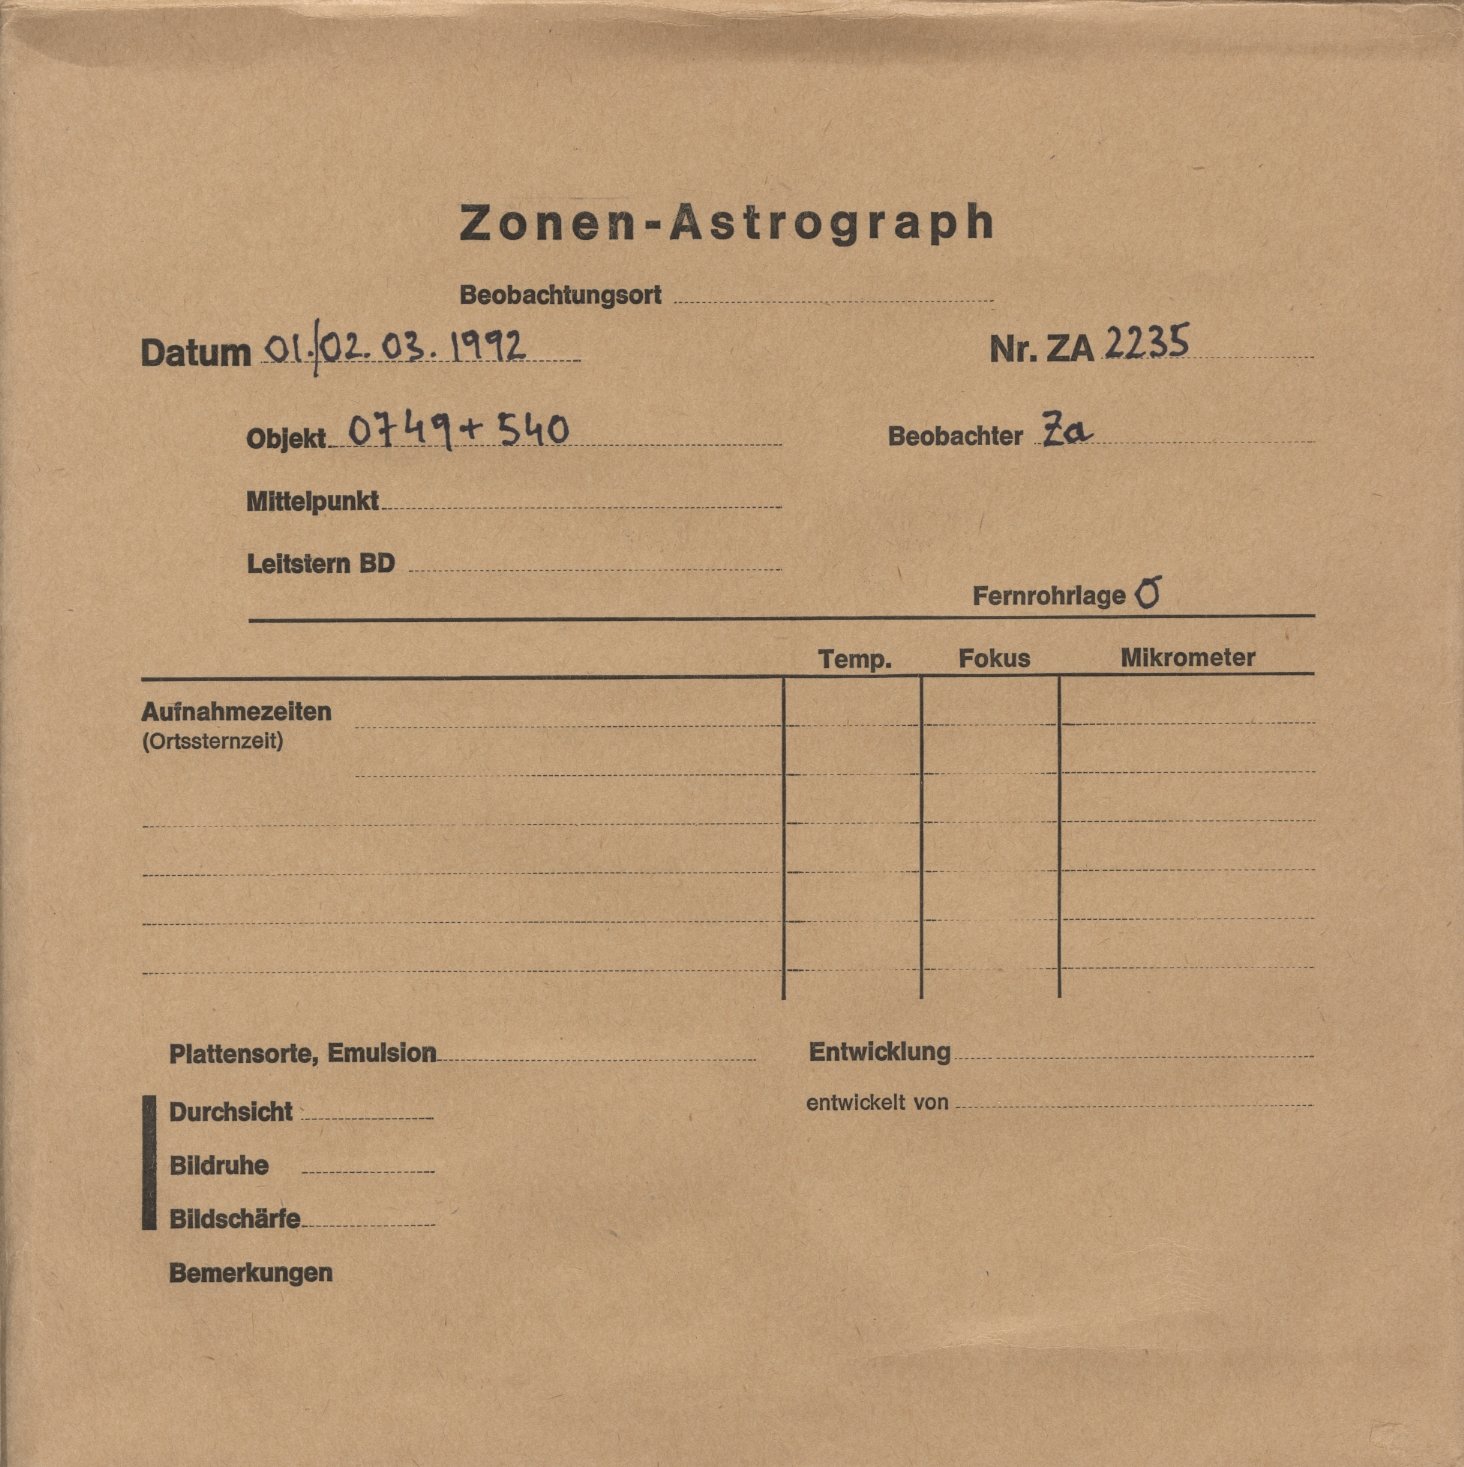 Zonen-Astrograph
Beobachtungsort
Datum 01./02. 03. 1992
Nr. ZA 2235
Objekt 0749+540
Beobachter Za
Mittelpunkt
Leitstern BD
Fernrohrlage O
Temp. Fokus Mikrometer
Aufnahmezeiten
(Ortssternzeit)
Plattensorte, Emulsion
Entwicklung
Durchsicht
entwickelt von
Bildruhe
Bildschärfe
Bemerkungen